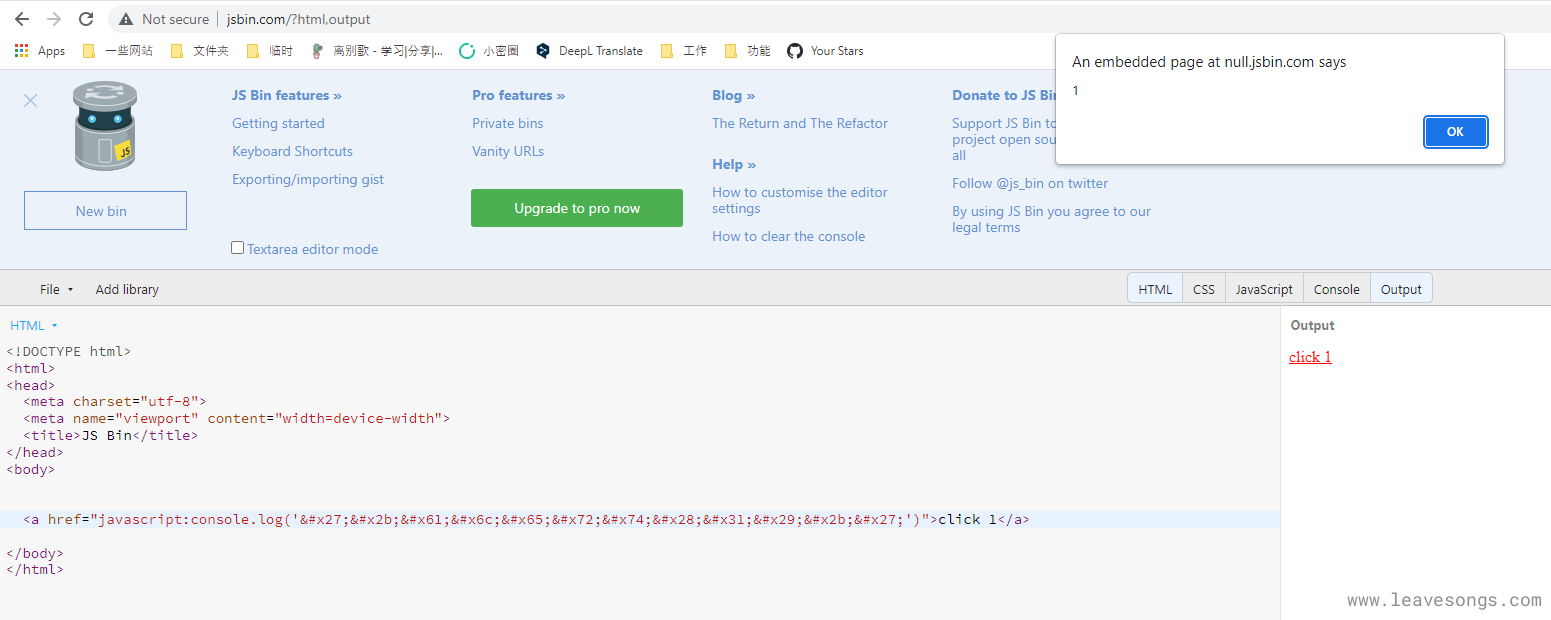 Not secure | jsbin.com/?html,output
Apps 一些网站 文件夹 临时 离别歌 - 学习|分享|... 小密圈 DeepL Translate 工作 功能 Your Stars
An embedded page at null.jsbin.com says
1
OK
JS
New bin
JS Bin features »
Getting started
Keyboard Shortcuts
Exporting/importing gist
Textarea editor mode
Pro features »
Private bins
Vanity URLs
Upgrade to pro now
Blog »
The Return and The Refactor
Help »
How to customise the editor
settings
How to clear the console
Donate to JS Bin
Support JS Bin to
project open sou
all
Follow @js_bin on twitter
By using JS Bin you agree to our
legal terms
File Add library HTML CSS JavaScript Console Output
HTML
<!DOCTYPE html>
<html>
<head>
<meta charset="utf-8">
<meta name="viewport" content="width=device-width">
<title>JS Bin</title>
</head>
<body>
<a href="javascript:console.log('&#x27;&#x2b;&#x61;&#x6c;&#x65;&#x72;&#x74;&#x28;&#x31;&#x29;&#x2b;&#x27;')">click 1</a>
</body>
</html>
Output
click 1
www.leavesongs.com